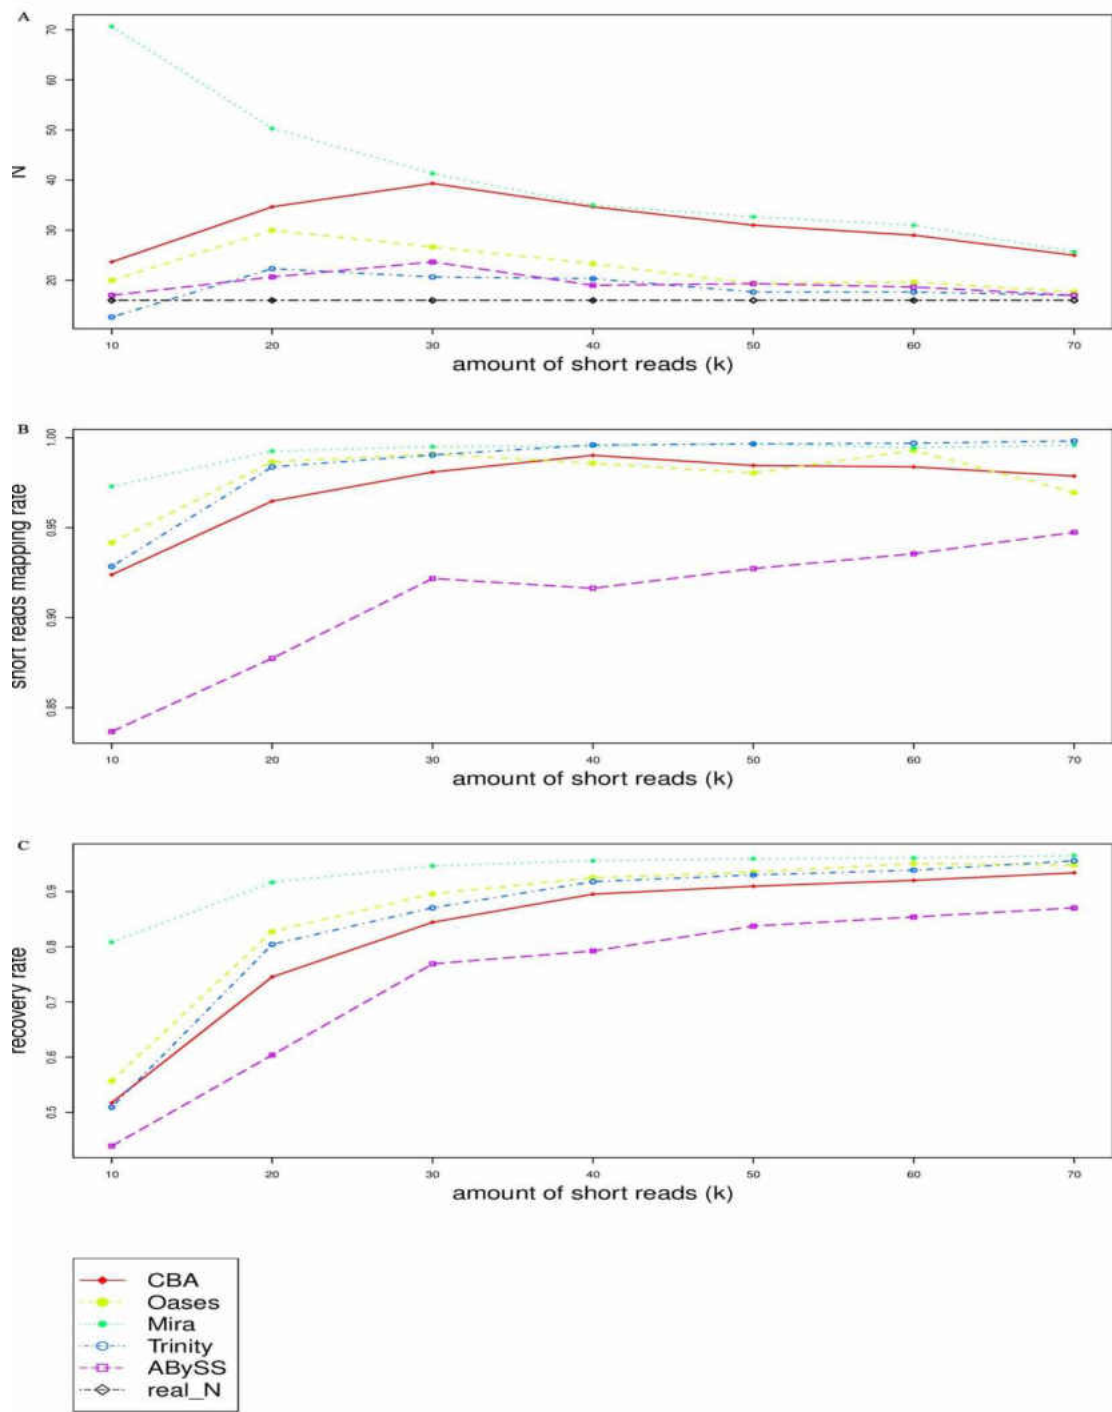 A
70
60
50
40
30
20
N
10 20 30 40 50 60 70
amount of short reads (k)
B
1.00
0.95
0.90
0.85
snort reads mapping rate
10 20 30 40 50 60 70
amount of short reads (k)
C
0.9
0.8
0.7
0.6
0.5
recovery rate
10 20 30 40 50 60 70
amount of short reads (k)
CBA
Oases
Mira
Trinity
ABySS
real_N